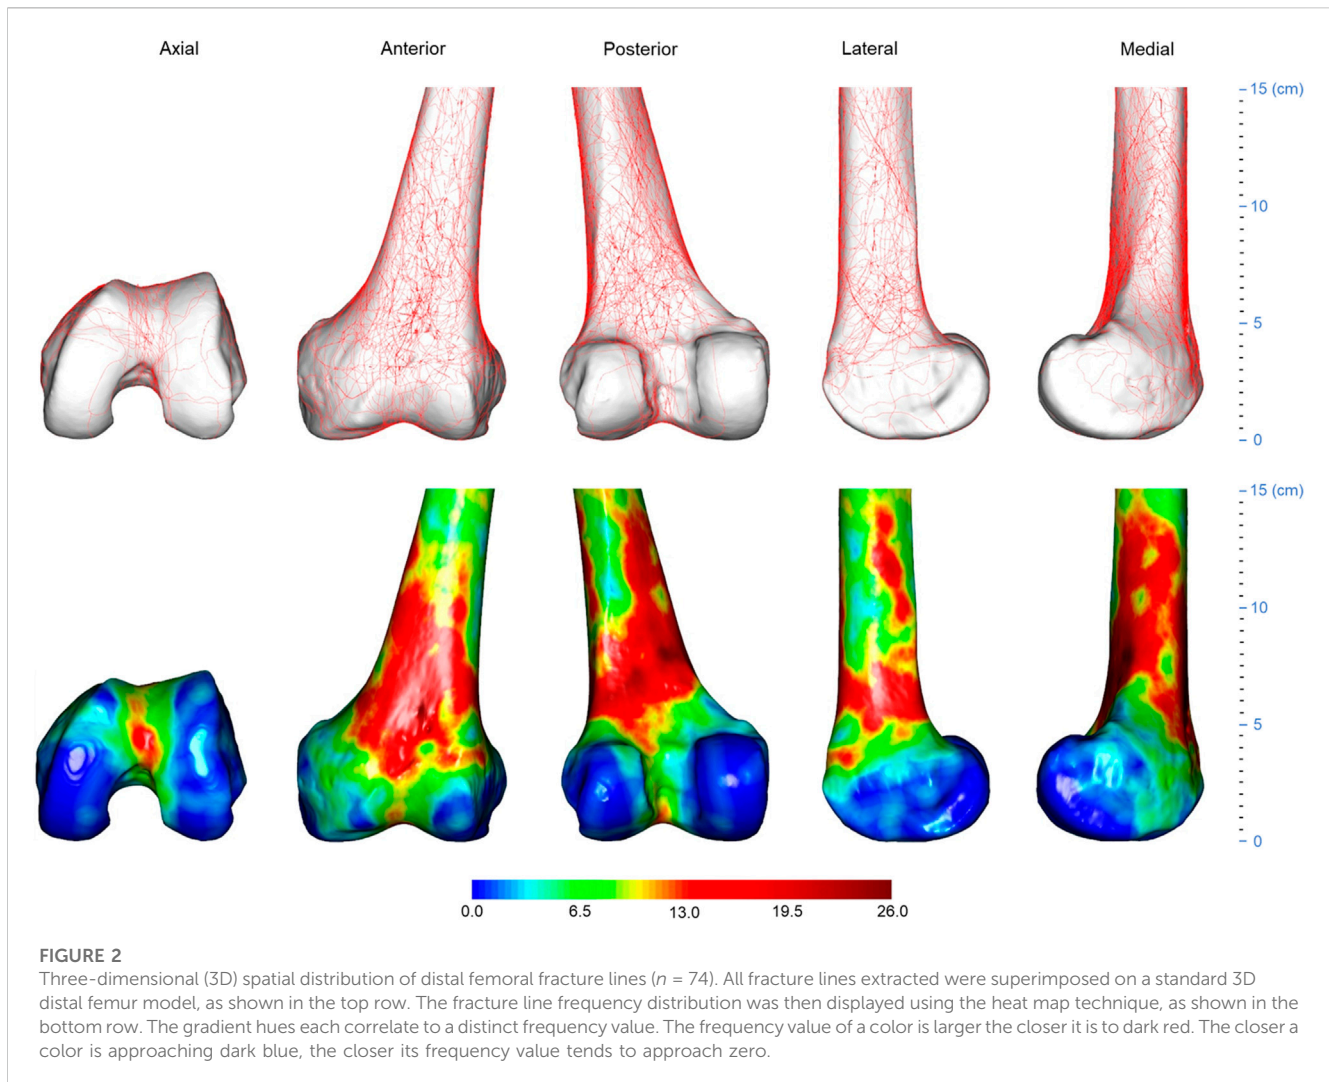 Axial Anterior Posterior Lateral Medial
15 (cm)
10
5
0
15 (cm)
10
5
0
0.0 6.5 13.0 19.5 26.0
FIGURE 2
Three-dimensional (3D) spatial distribution of distal femoral fracture lines (n = 74). All fracture lines extracted were superimposed on a standard 3D
distal femur model, as shown in the top row. The fracture line frequency distribution was then displayed using the heat map technique, as shown in the
bottom row. The gradient hues each correlate to a distinct frequency value. The frequency value of a color is larger the closer it is to dark red. The closer a
color is approaching dark blue, the closer its frequency value tends to approach zero.